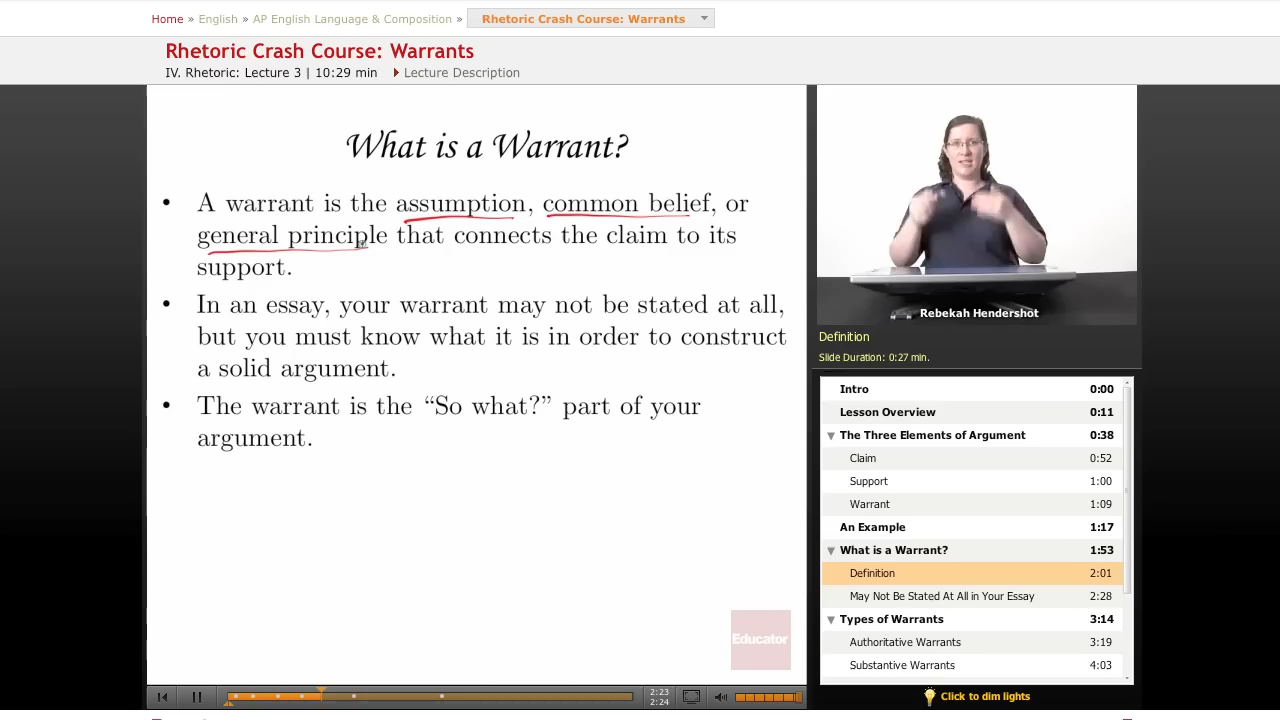 Home » English » AP English Language & Composition » Rhetoric Crash Course: Warrants
Rhetoric Crash Course: Warrants
IV. Rhetoric: Lecture 3 | 10:29 min Lecture Description
What is a Warrant?
• A warrant is the assumption, common belief, or
general principle that connects the claim to its
support.
• In an essay, your warrant may not be stated at all,
but you must know what it is in order to construct
a solid argument.
• The warrant is the “So what?” part of your
argument.
Educator
2:23
2:24
Rebekah Hendershot
Definition
Slide Duration: 0:27 min.
Intro 0:00
Lesson Overview 0:11
The Three Elements of Argument 0:38
Claim 0:52
Support 1:00
Warrant 1:09
An Example 1:17
What is a Warrant? 1:53
Definition 2:01
May Not Be Stated At All in Your Essay 2:28
Types of Warrants 3:14
Authoritative Warrants 3:19
Substantive Warrants 4:03
Click to dim lights